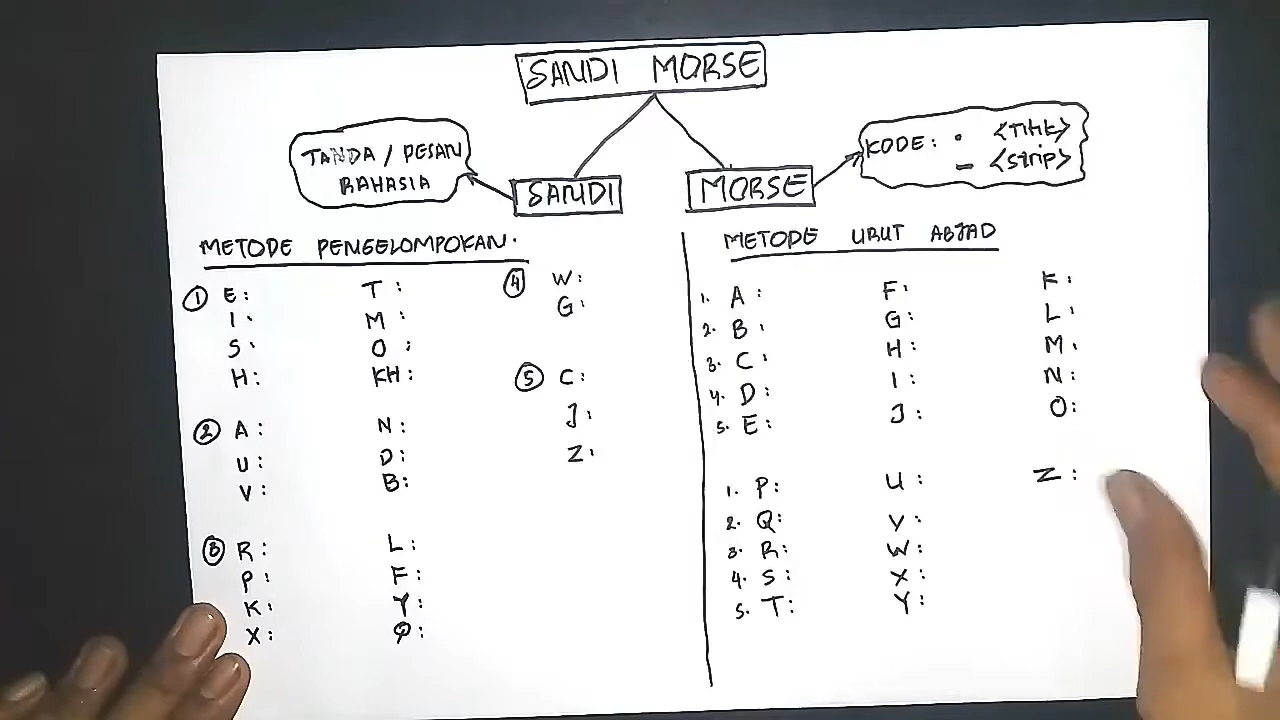 SANDI MORSE
TANDA / PESAN
RAHASIA
SANDI
MORSE
KODE: • <Titik>
– <strip>
METODE PENGELOMPOKAN.
① E: T:
I: M:
S: O:
H: KH:
② A: N:
U: D:
V: B:
③ R: L:
P: F:
K: Y:
X: Q:
④ W:
G:
⑤ C:
J:
Z:
METODE URUT ABJAD
1. A: F: K:
2. B: G: L:
3. C: H: M:
4. D: I: N:
5. E: J: O:
1. P: U: Z:
2. Q: V:
3. R: W:
4. S: X:
5. T: Y: